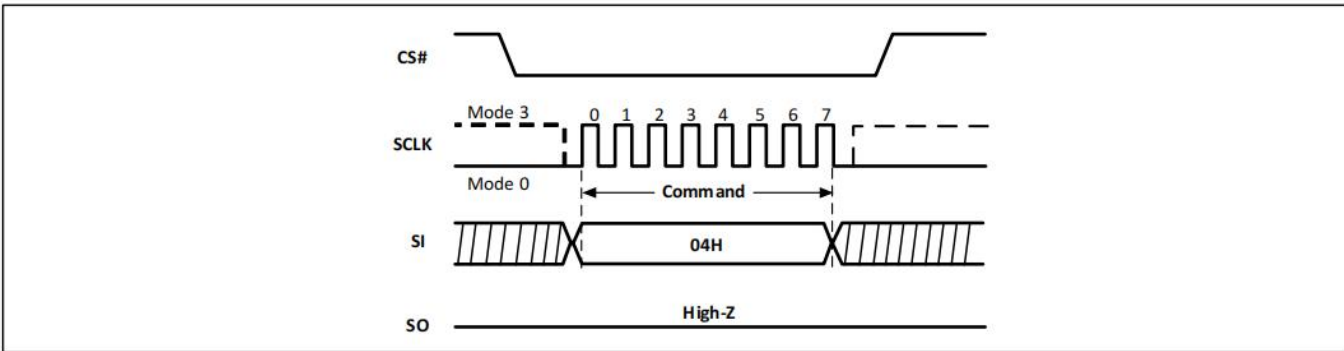 CS#
Mode 3
0 1 2 3 4 5 6 7
SCLK
Mode 0
Command
SI
04H
High-Z
SO